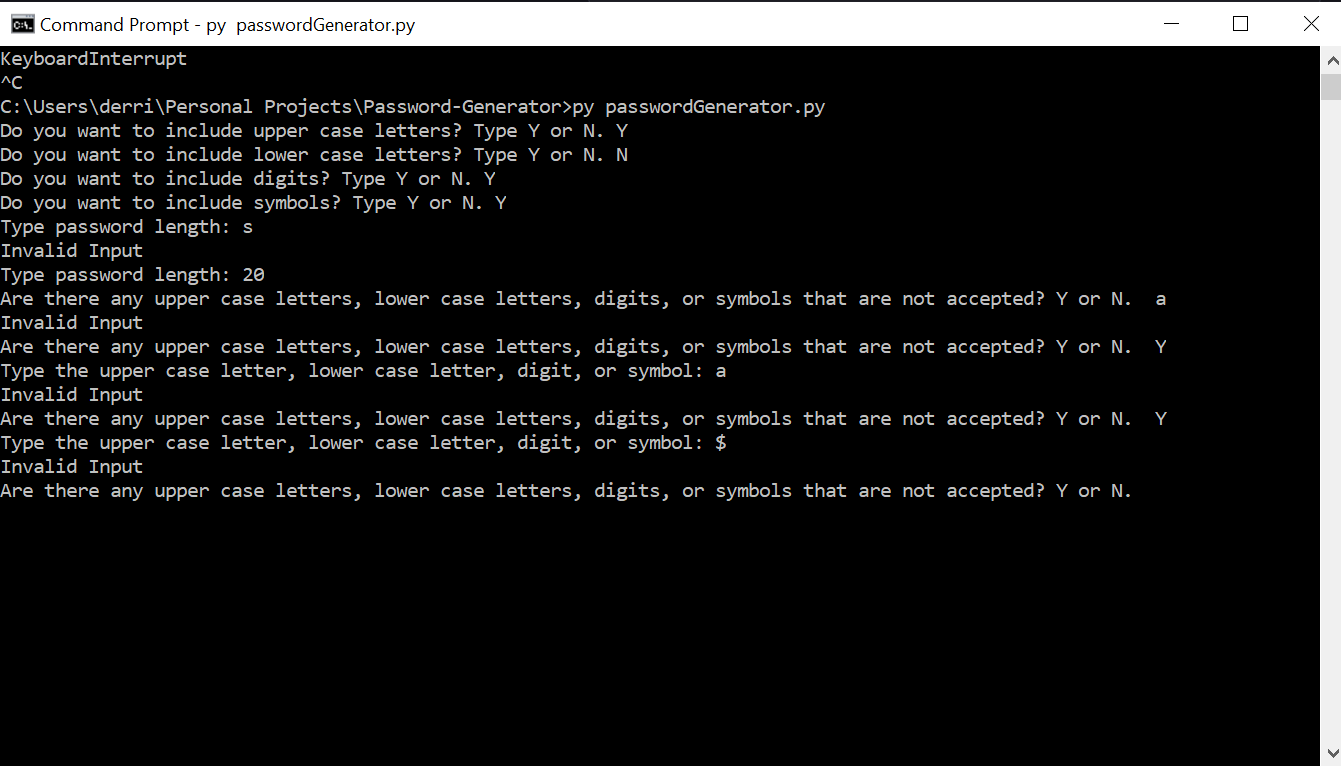 Command Prompt - py  passwordGenerator.py
KeyboardInterrupt
^C
C:\Users\derri\Personal Projects\Password-Generator>py passwordGenerator.py
Do you want to include upper case letters? Type Y or N. Y
Do you want to include lower case letters? Type Y or N. N
Do you want to include digits? Type Y or N. Y
Do you want to include symbols? Type Y or N. Y
Type password length: s
Invalid Input
Type password length: 20
Are there any upper case letters, lower case letters, digits, or symbols that are not accepted? Y or N.  a
Invalid Input
Are there any upper case letters, lower case letters, digits, or symbols that are not accepted? Y or N.  Y
Type the upper case letter, lower case letter, digit, or symbol: a
Invalid Input
Are there any upper case letters, lower case letters, digits, or symbols that are not accepted? Y or N.  Y
Type the upper case letter, lower case letter, digit, or symbol: $
Invalid Input
Are there any upper case letters, lower case letters, digits, or symbols that are not accepted? Y or N.